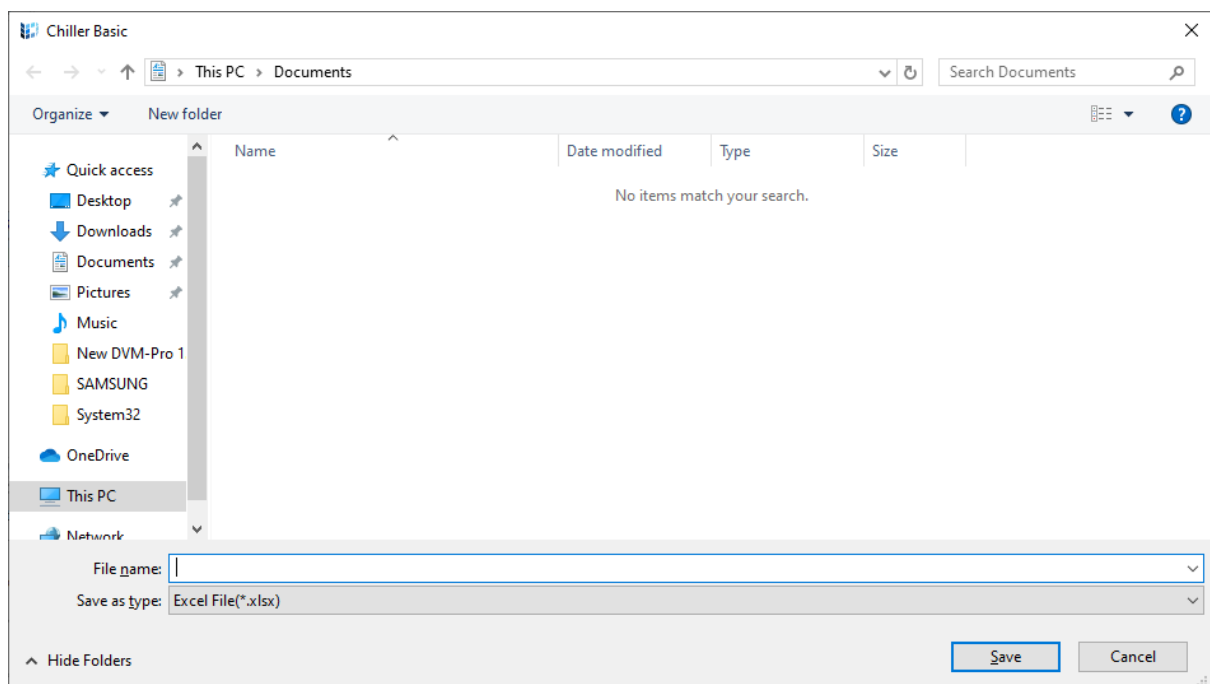 Chiller Basic
This PC > Documents
Search Documents
Organize
New folder
Name
Date modified
Type
Size
No items match your search.
Quick access
Desktop
Downloads
Documents
Pictures
Music
New DVM-Pro 1
SAMSUNG
System32
OneDrive
This PC
Network
File name:
Save as type: Excel File(*.xlsx)
Hide Folders
Save
Cancel